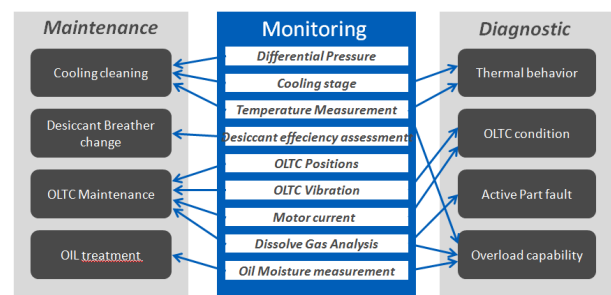 Maintenance
Cooling cleaning
Desiccant Breather
change
OLTC Maintenance
OIL treatment
Monitoring
Differential Pressure
Cooling stage
Temperature Measurement
Desiccant effeciency assessment
OLTC Positions
OLTC Vibration
Motor current
Dissolve Gas Analysis
Oil Moisture measurement
Diagnostic
Thermal behavior
OLTC condition
Active Part fault
Overload capability